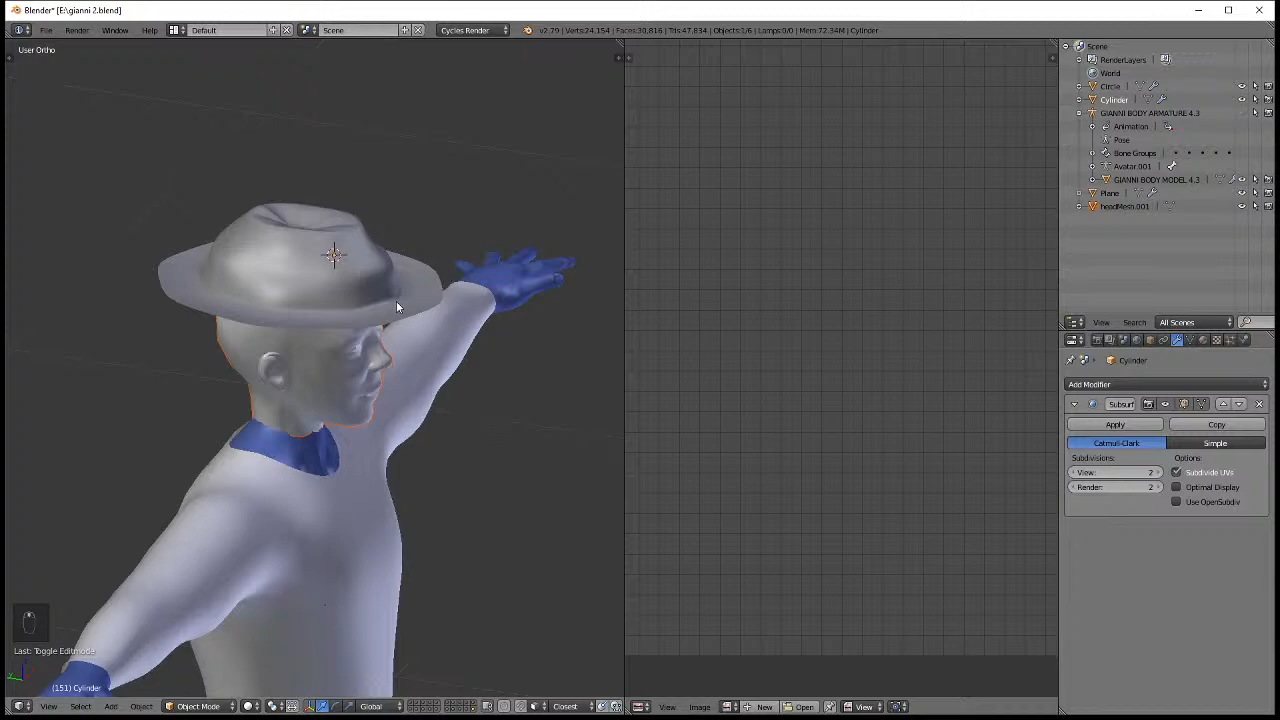 Blender* [E:\gianni 2.blend]
File Render Window Help Default Scene Cycles Render v2.79 | Verts:24,154 | Faces:30,816 | Tris:47,834 | Objects:1/6 | Lamps:0/0 | Mem:72.34M | Cylinder
User Ortho
Scene
RenderLayers
World
Circle
Cylinder
GIANNI BODY ARMATURE 4.3
Animation
Pose
Bone Groups
Avatar.001
GIANNI BODY MODEL 4.3
Plane
headMesh.001
View Search All Scenes
Cylinder
Add Modifier
Subsurf
Apply Copy
Catmull-Clark Simple
Subdivisions: Options:
View: 2 Subdivide UVs
Render: 2 Optimal Display
Use OpenSubdiv
Last: Toggle Editmode
(151) Cylinder
View Select Add Object Object Mode Global Closest
View Image New Open View